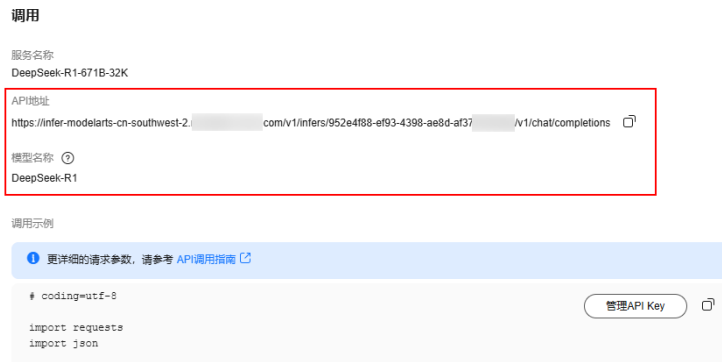 调用
服务名称
DeepSeek-R1-671B-32K
API地址
https://infer-modelarts-cn-southwest-2. com/v1/infers/952e4f88-ef93-4398-ae8d-af37 /v1/chat/completions
模型名称
DeepSeek-R1
调用示例
更详细的请求参数，请参考 API调用指南
# coding=utf-8
管理API Key
import requests
import json